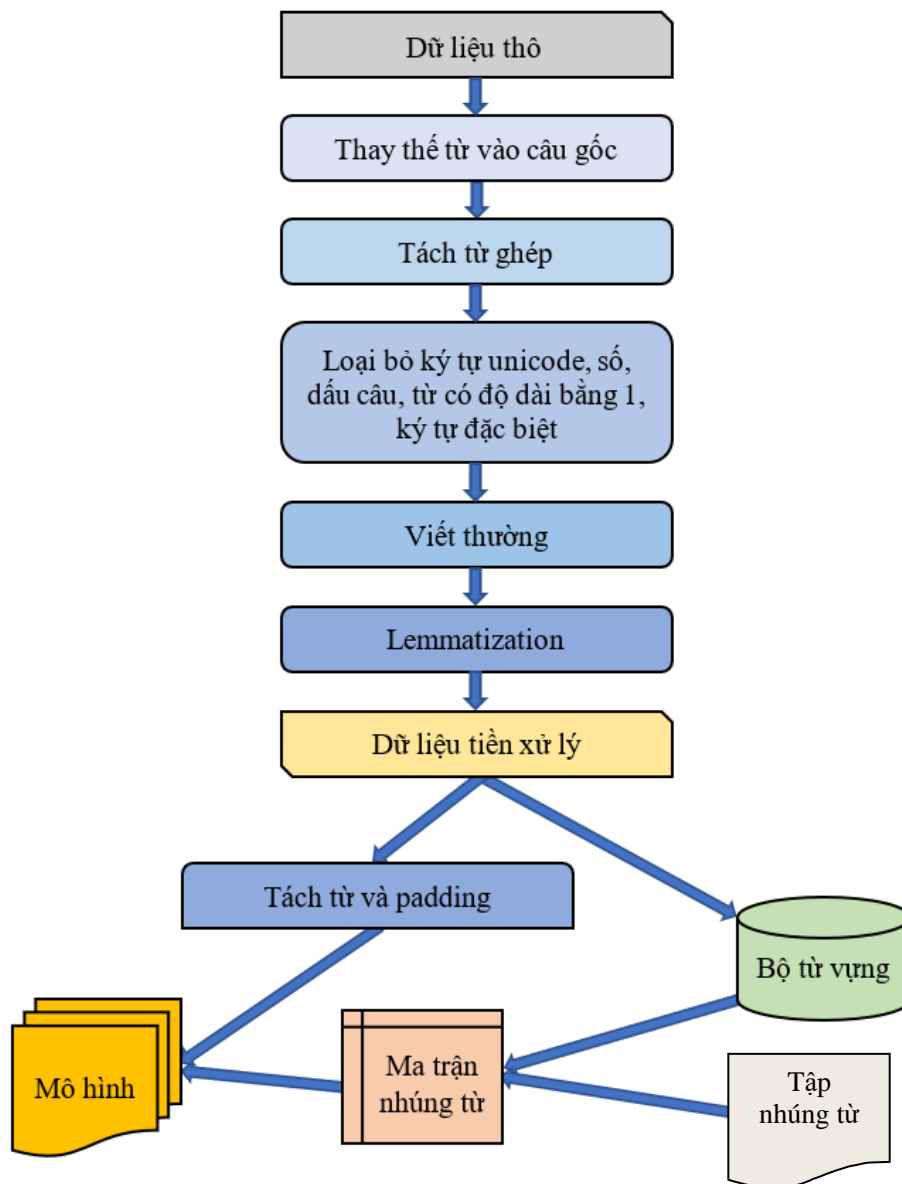 Dữ liệu thô
Thay thế từ vào câu gốc
Tách từ ghép
Loại bỏ ký tự unicode, số,
dấu câu, từ có độ dài bằng 1,
ký tự đặc biệt
Viết thường
Lemmatization
Dữ liệu tiền xử lý
Tách từ và padding
Bộ từ vựng
Mô hình
Ma trận
nhúng từ
Tập
nhúng từ